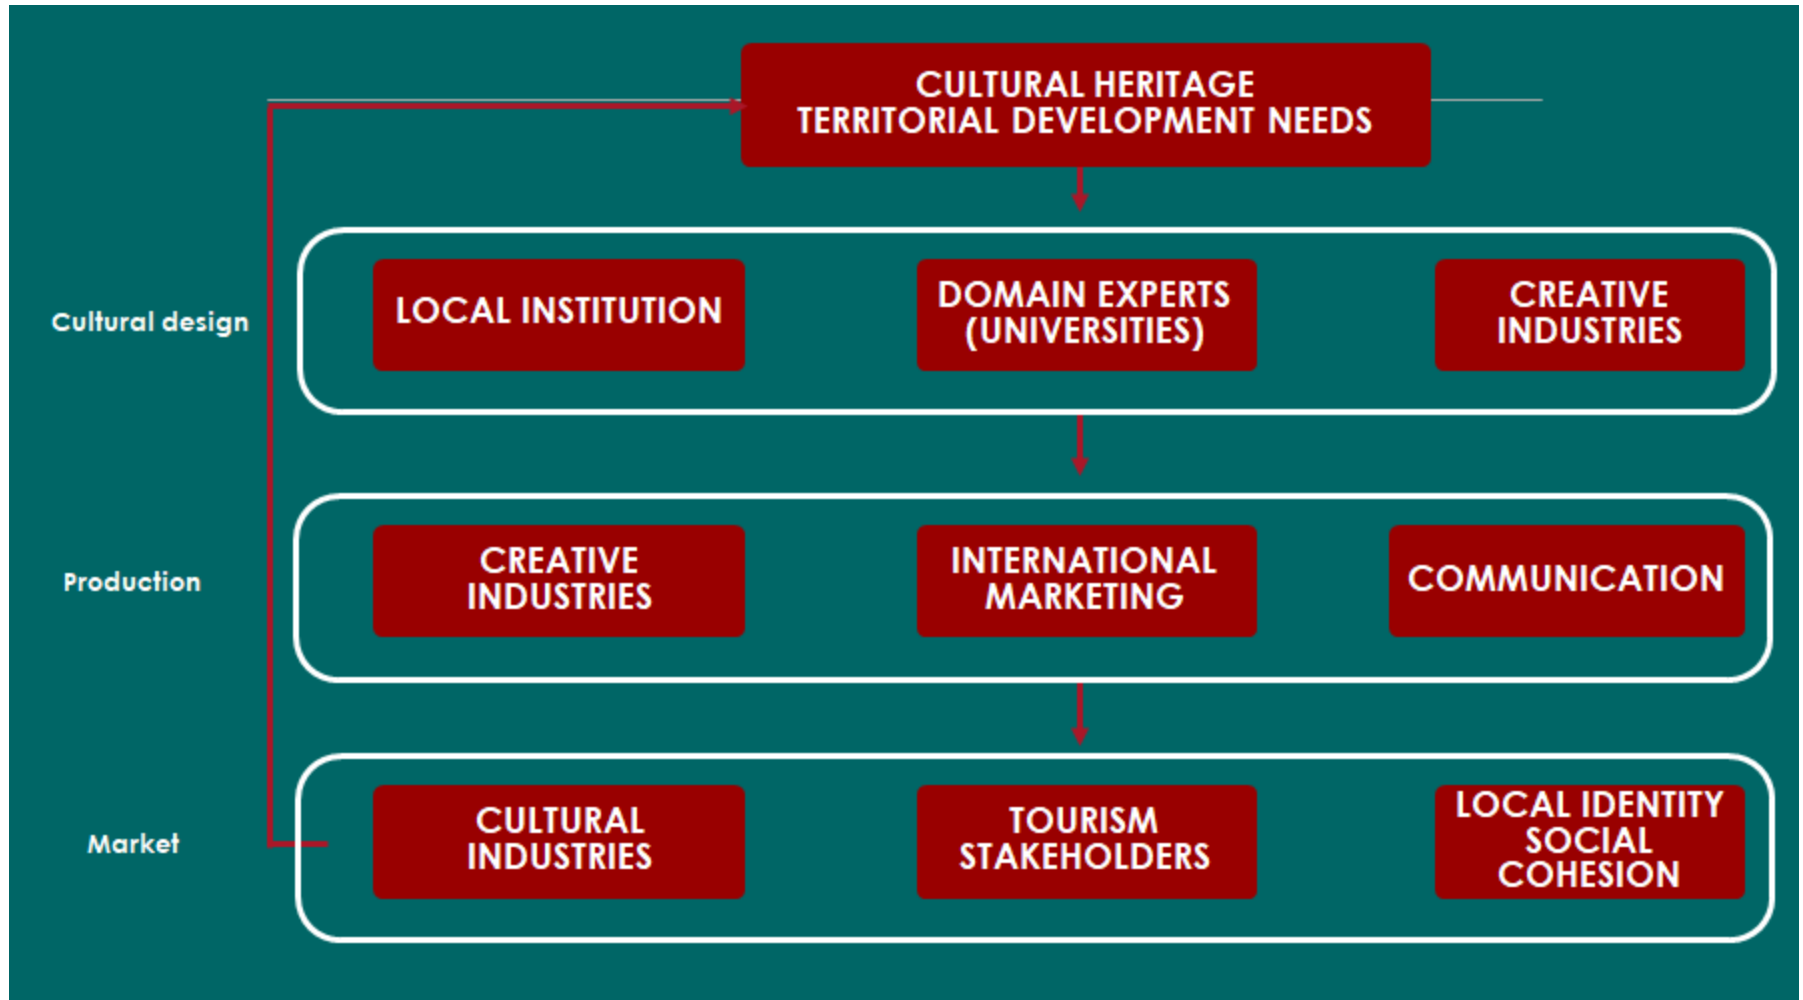 CULTURAL HERITAGE
TERRITORIAL DEVELOPMENT NEEDS
Cultural design
LOCAL INSTITUTION
DOMAIN EXPERTS
(UNIVERSITIES)
CREATIVE
INDUSTRIES
Production
CREATIVE
INDUSTRIES
INTERNATIONAL
MARKETING
COMMUNICATION
Market
CULTURAL
INDUSTRIES
TOURISM
STAKEHOLDERS
LOCAL IDENTITY
SOCIAL
COHESION